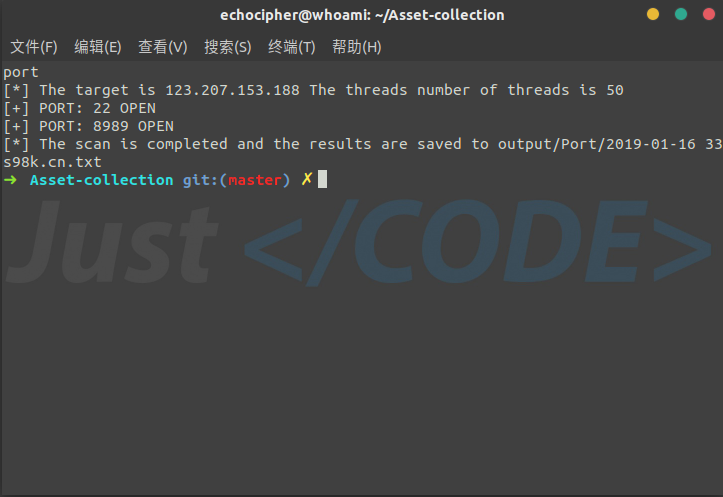 echocipher@whoami: ~/Asset-collection
文件(F) 编辑(E) 查看(V) 搜索(S) 终端(T) 帮助(H)
port
[*] The target is 123.207.153.188 The threads number of threads is 50
[+] PORT: 22 OPEN
[+] PORT: 8989 OPEN
[*] The scan is completed and the results are saved to output/Port/2019-01-16 33
s98k.cn.txt
➜ Asset-collection git:(master) ✗
Just </CODE>